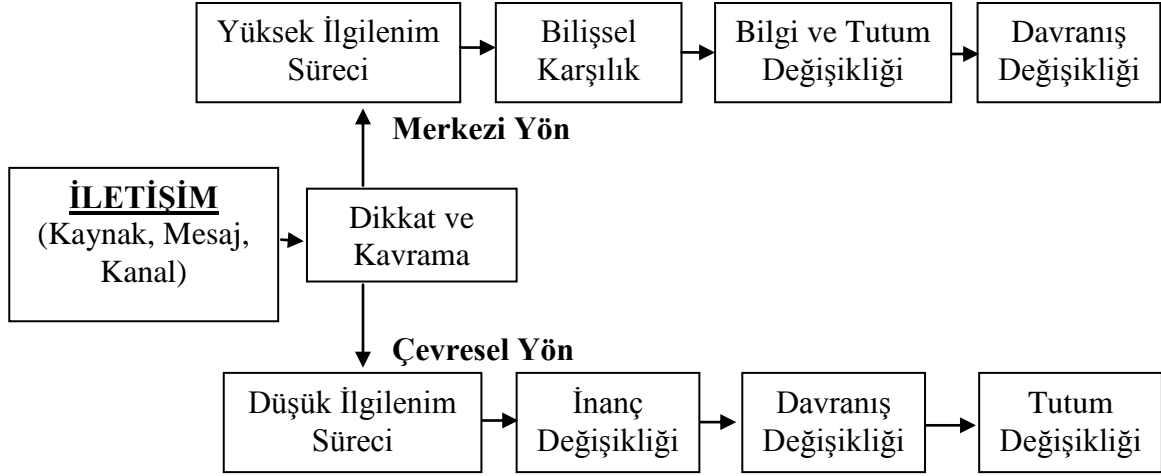 Yüksek İlgilenim
Süreci
Bilişsel
Karşılık
Bilgi ve Tutum
Değişikliği
Davranış
Değişikliği
Merkezi Yön
İLETİŞİM
(Kaynak, Mesaj,
Kanal)
Dikkat ve
Kavrama
Çevresel Yön
Düşük İlgilenim
Süreci
İnanç
Değişikliği
Davranış
Değişikliği
Tutum
Değişikliği